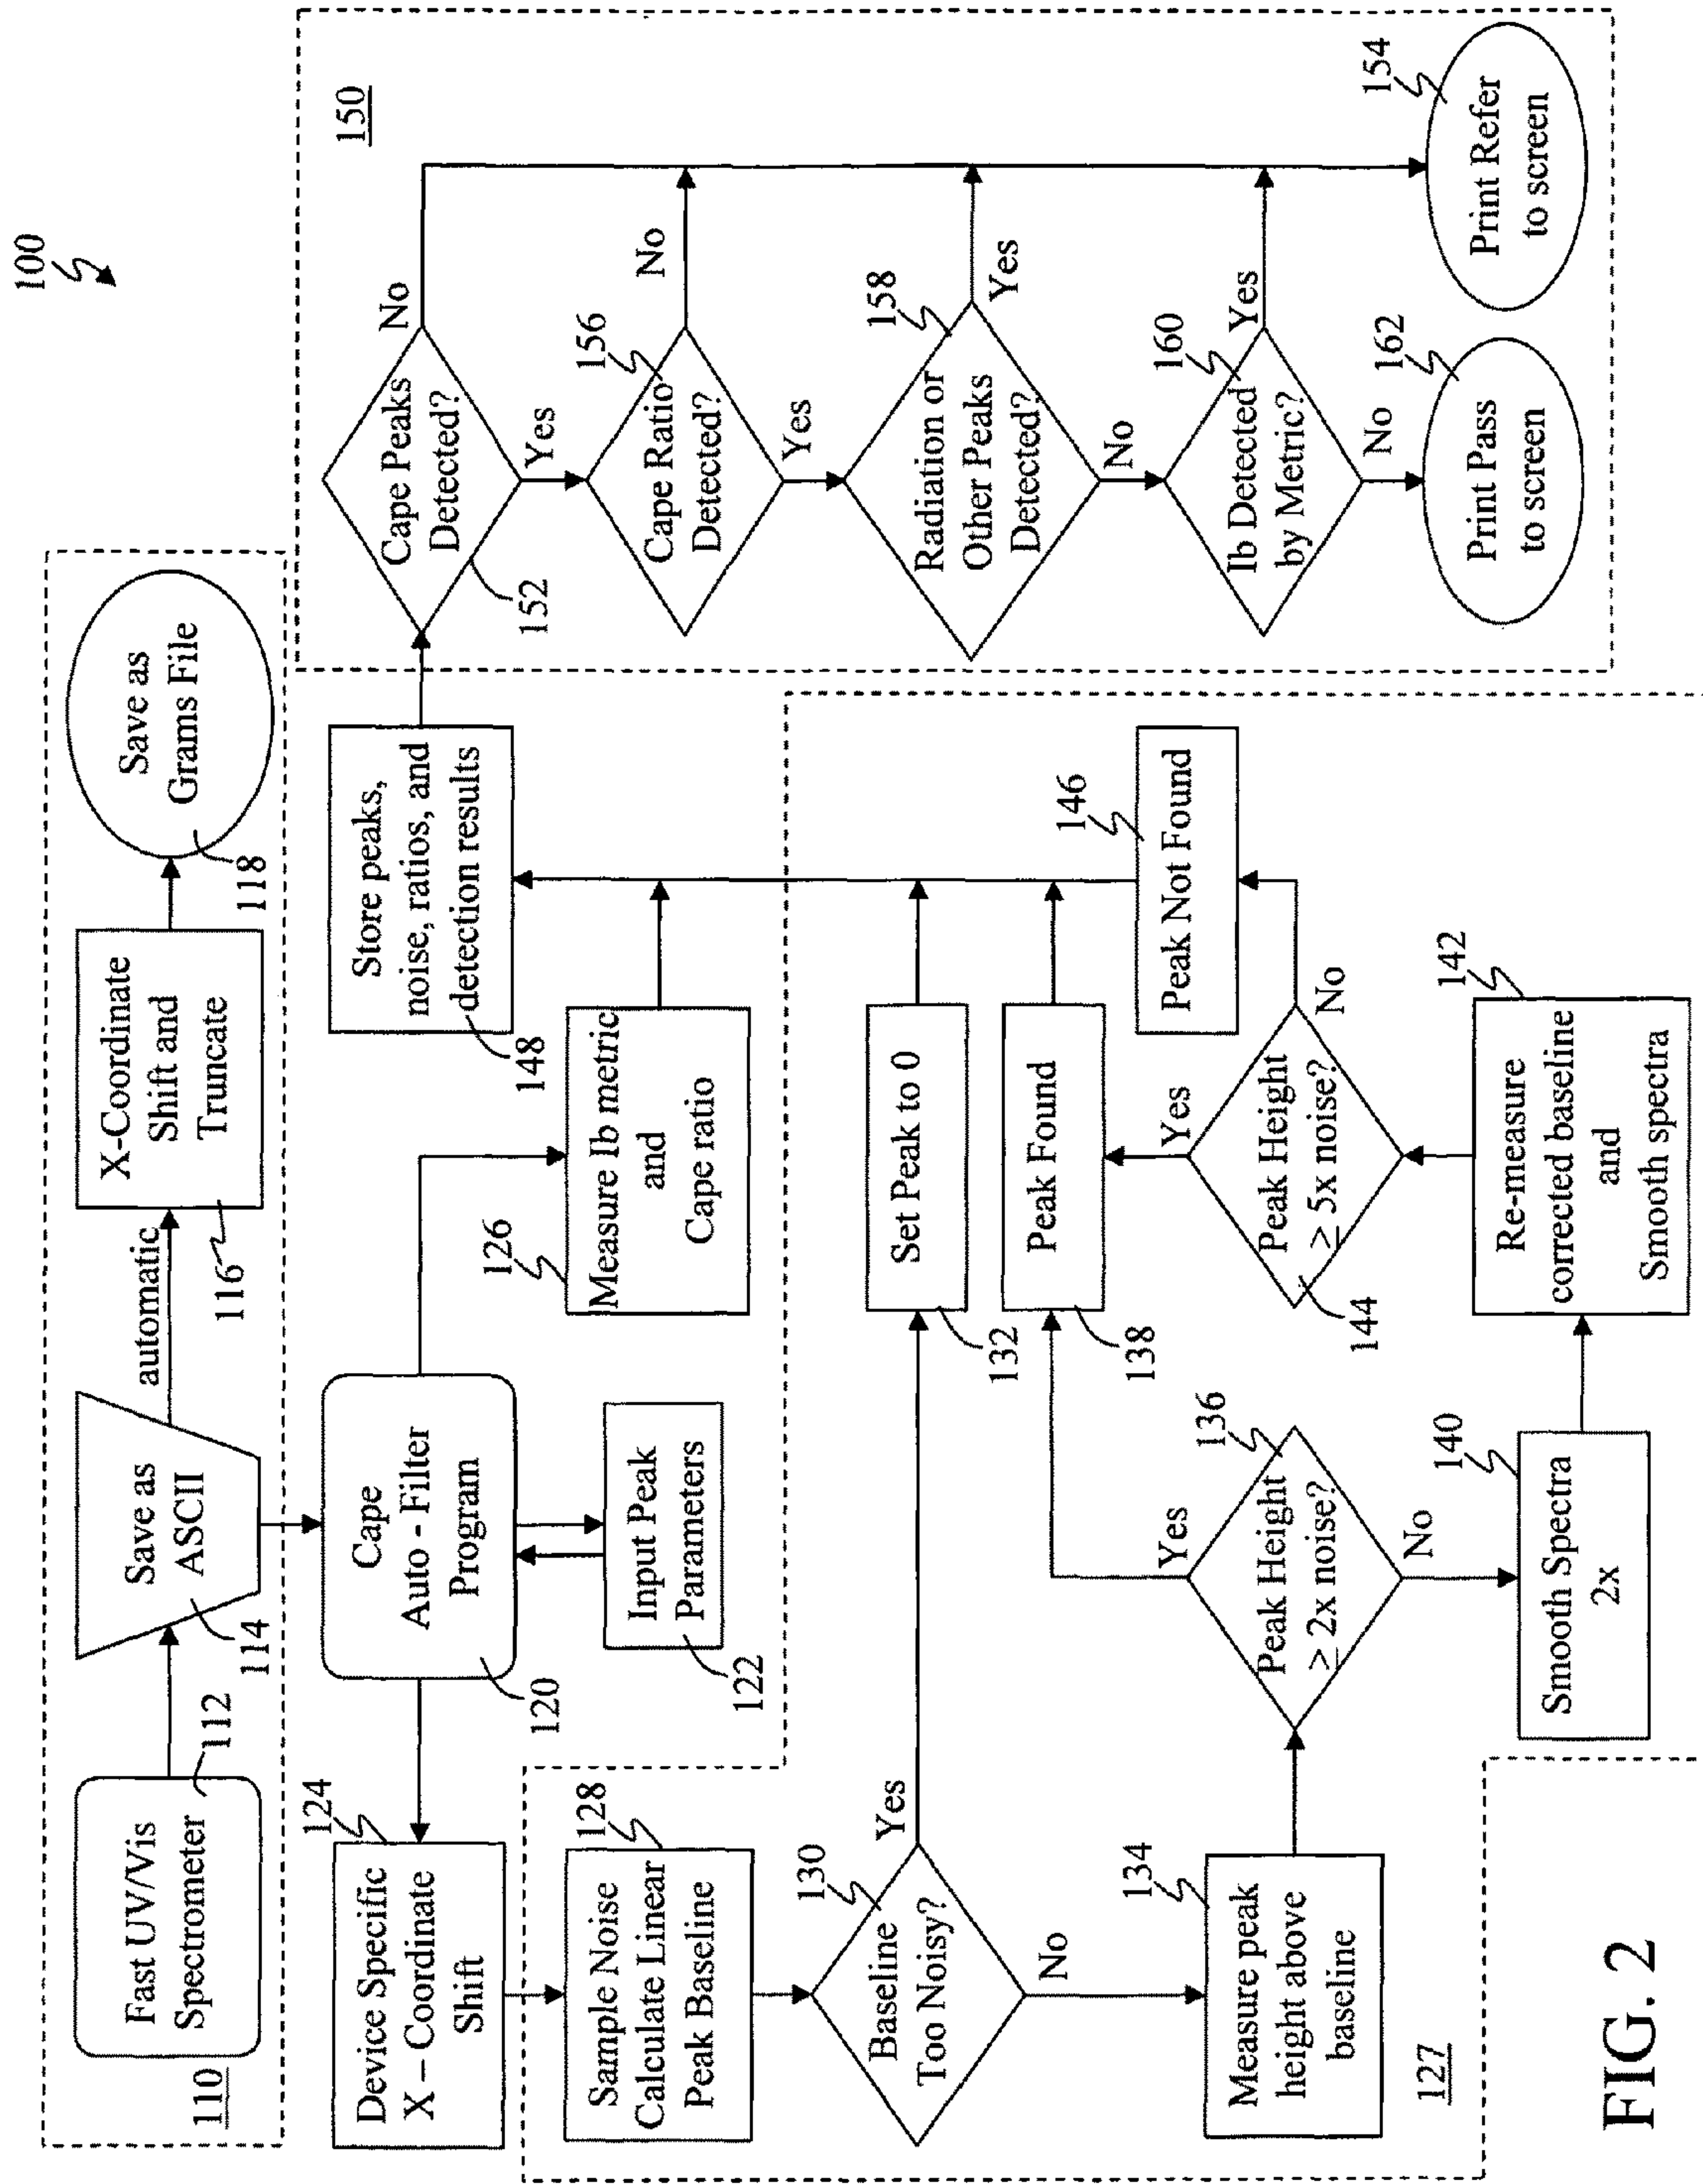 100
110
Fast UV/Vis
Spectrometer
112
Save as
ASCII
114
automatic
X-Coordinate
Shift and
Truncate
116
Save as
Grams File
118
124
Device Specific
X – Coordinate
Shift
Cape
Auto - Filter
Program
120
Input Peak
Parameters
122
126
Measure Ib metric
and
Cape ratio
Store peaks,
noise, ratios, and
detection results
148
127
128
Sample Noise
Calculate Linear
Peak Baseline
130
Baseline
Too Noisy?
Yes
No
Set Peak to 0
132
134
Measure peak
height above
baseline
136
Peak Height
≥ 2x noise?
Yes
No
Peak Found
138
140
Smooth Spectra
2x
142
Re-measure
corrected baseline
and
Smooth spectra
Peak Height
≥ 5x noise?
144
Yes
No
146
Peak Not Found
150
Cape Peaks
Detected?
152
No
Yes
156
Cape Ratio
Detected?
No
Yes
158
Radiation or
Other Peaks
Detected?
Yes
No
160
Ib Detected
by Metric?
Yes
No
162
Print Pass
to screen
154
Print Refer
to screen
FIG. 2